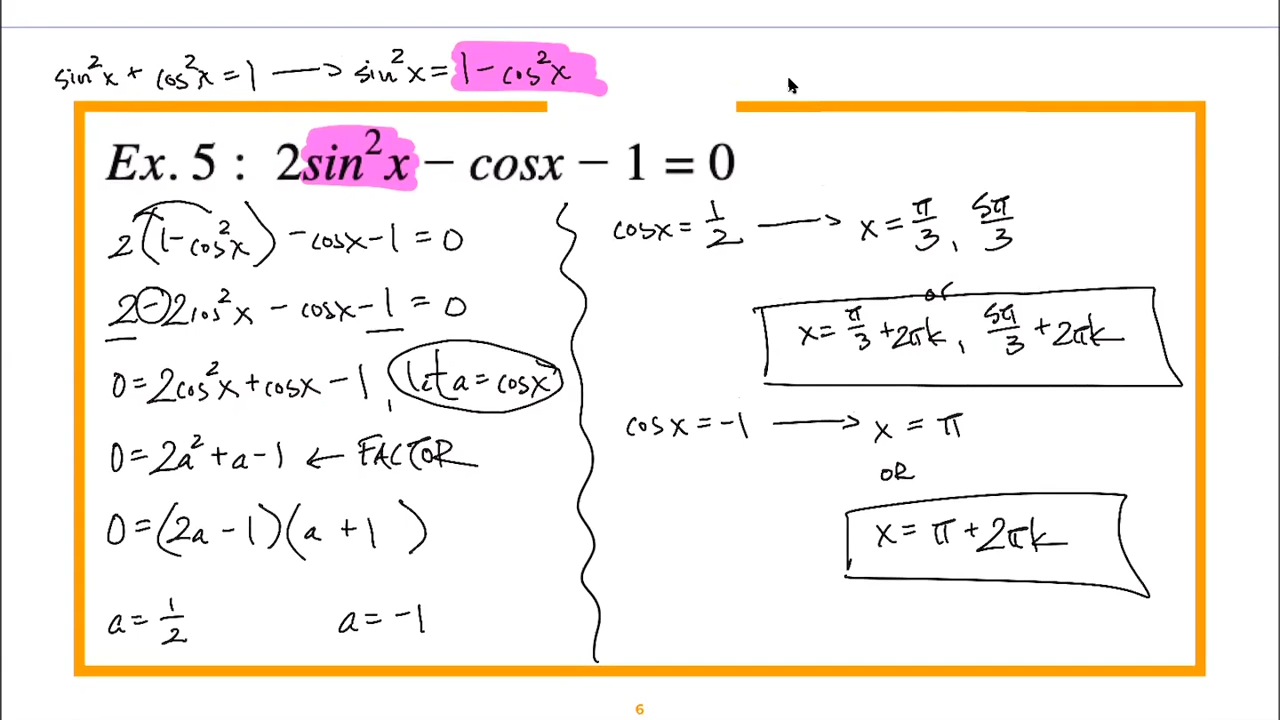 sin²x + cos²x = 1 → sin²x = 1 - cos²x
Ex. 5 : 2sin²x - cosx - 1 = 0
2(1 - cos²x) - cosx - 1 = 0
2 - 2cos²x - cosx - 1 = 0
0 = 2cos²x + cosx - 1, let a = cosx
0 = 2a² + a - 1 ← FACTOR
0 = (2a - 1)(a + 1)
a = 1/2 a = -1
cosx = 1/2 → x = π/3, 5π/3
or
x = π/3 + 2πk, 5π/3 + 2πk
cosx = -1 → x = π
OR
x = π + 2πk
6